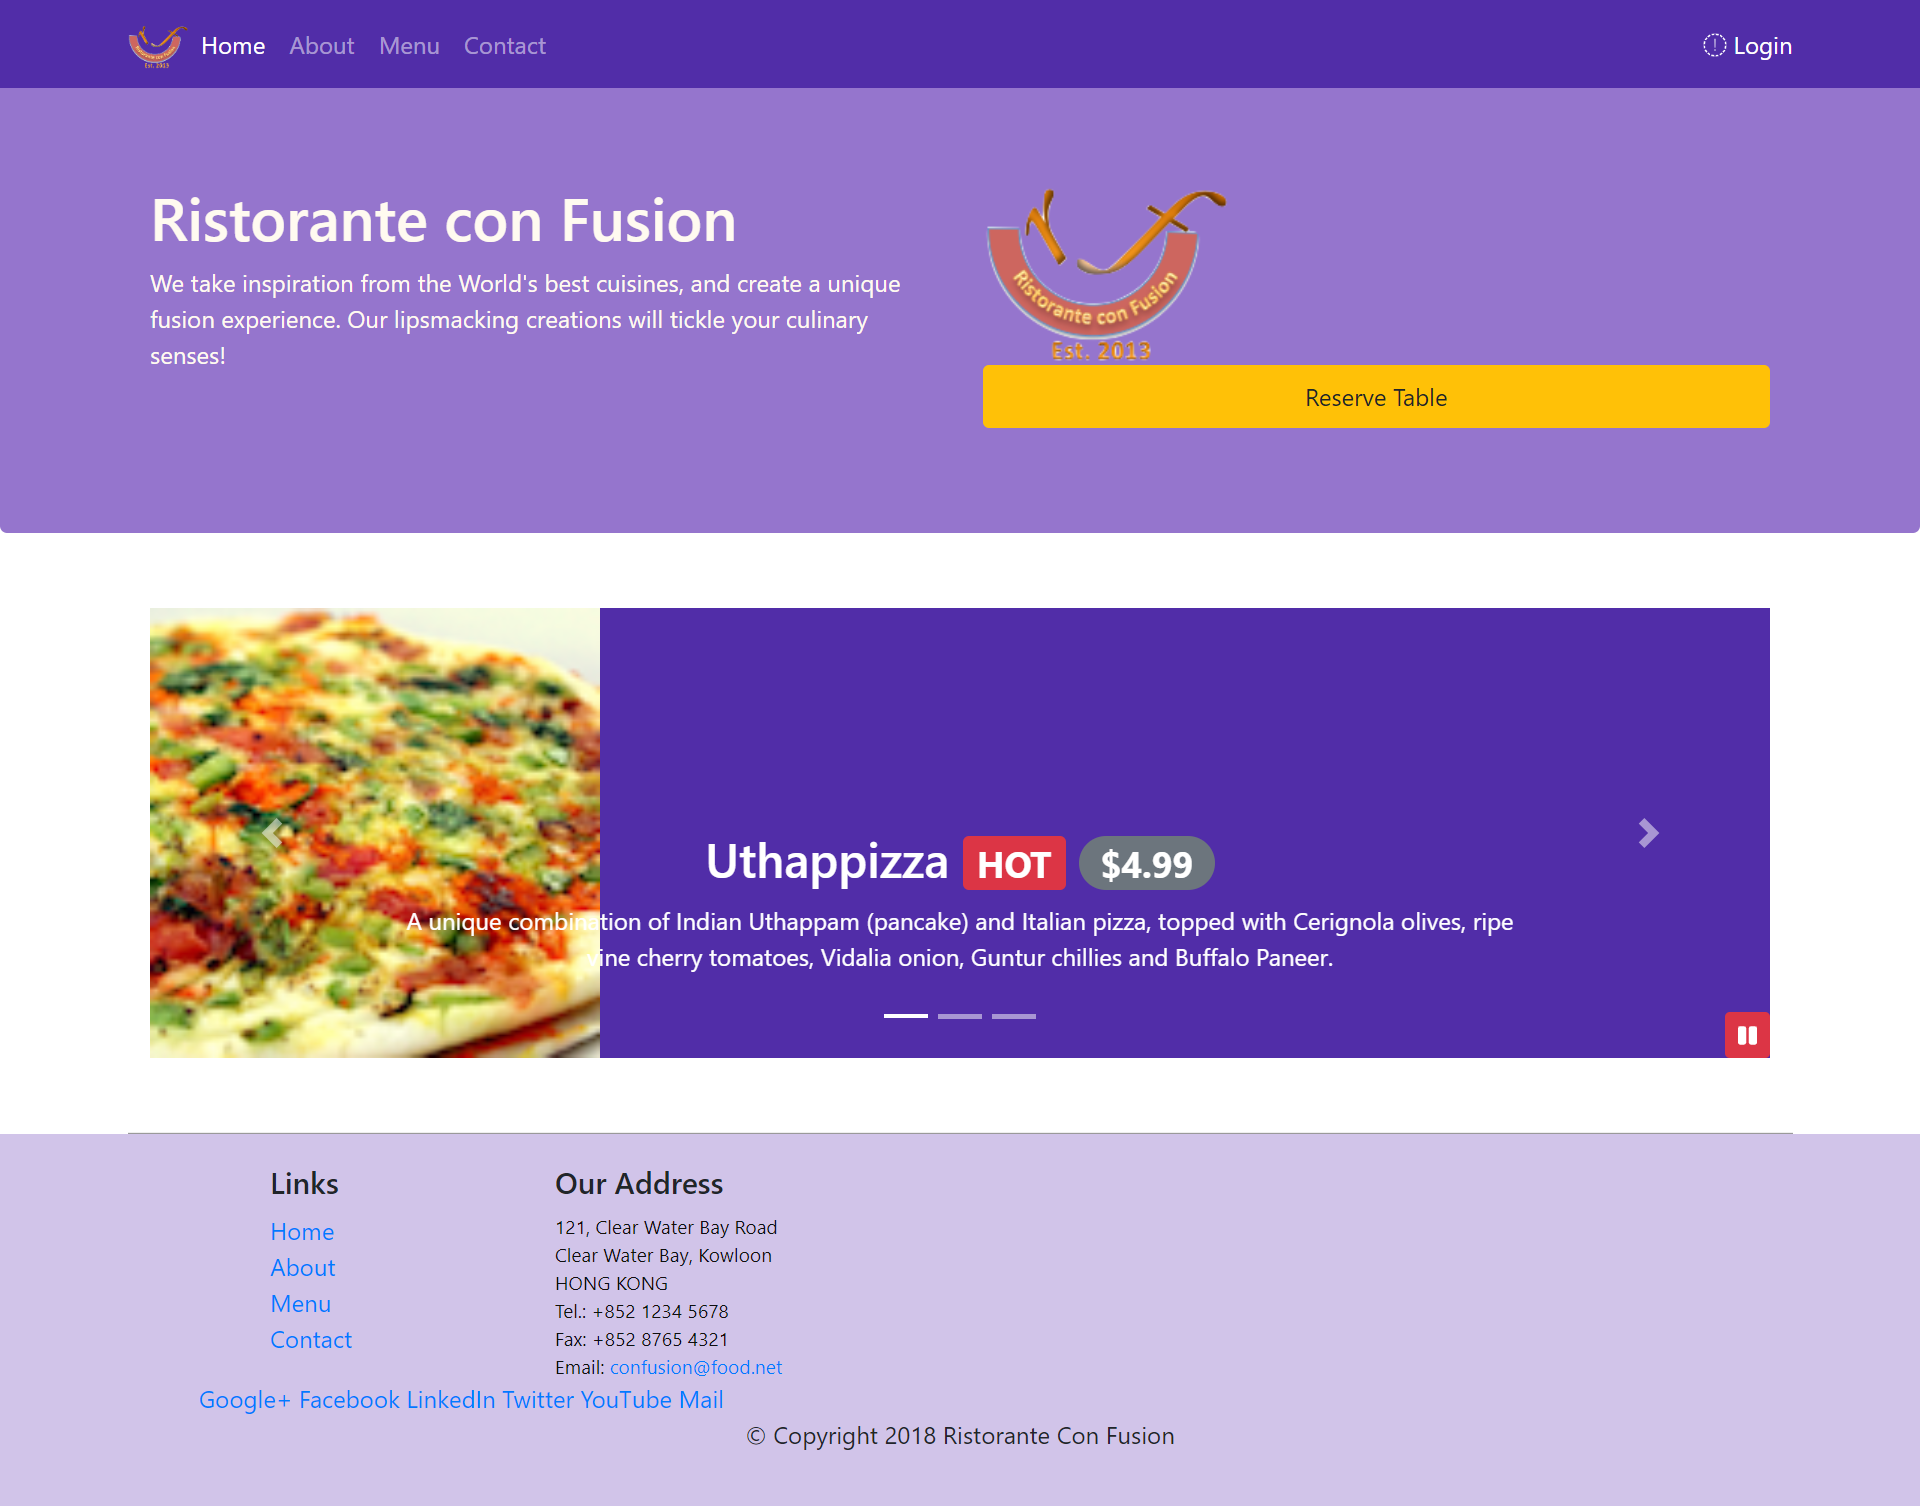 Ristorante con Fusion
Est. 2013
Home About Menu Contact
Login
Ristorante con Fusion
We take inspiration from the World's best cuisines, and create a unique
fusion experience. Our lipsmacking creations will tickle your culinary
senses!
Ristorante con Fusion
Est. 2013
Reserve Table
Uthappizza HOT $4.99
A unique combination of Indian Uthappam (pancake) and Italian pizza, topped with Cerignola olives, ripe
vine cherry tomatoes, Vidalia onion, Guntur chillies and Buffalo Paneer.
Links
Home
About
Menu
Contact
Our Address
121, Clear Water Bay Road
Clear Water Bay, Kowloon
HONG KONG
Tel.: +852 1234 5678
Fax: +852 8765 4321
Email: confusion@food.net
Google+ Facebook LinkedIn Twitter YouTube Mail
© Copyright 2018 Ristorante Con Fusion